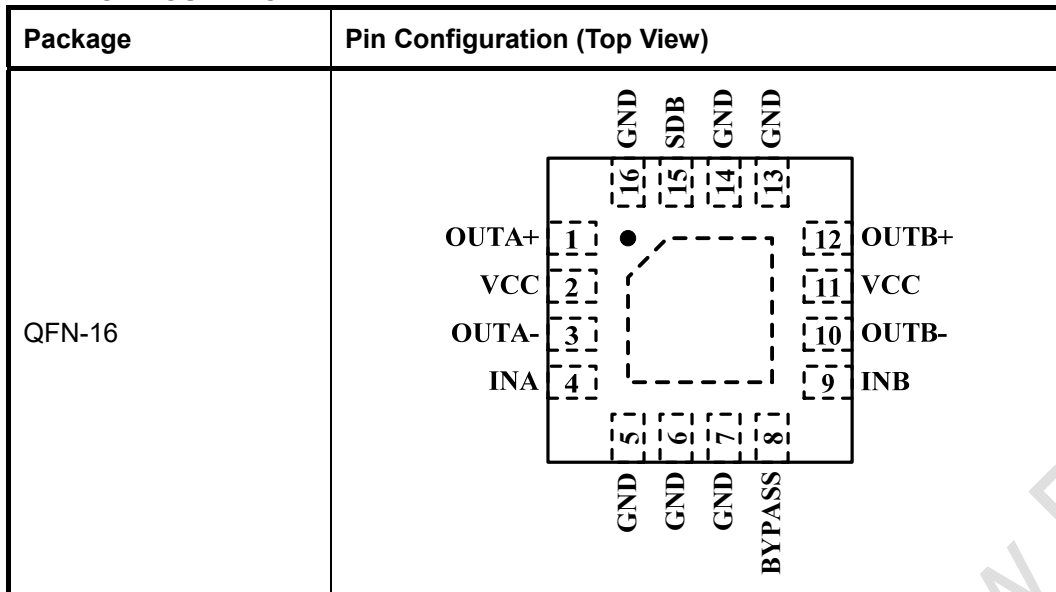 Package
Pin Configuration (Top View)
QFN-16
GND SDB GND GND
16 15 14 13
OUTA+ 1 12 OUTB+
VCC 2 11 VCC
OUTA- 3 10 OUTB-
INA 4 9 INB
5 6 7 8
GND GND GND BYPASS